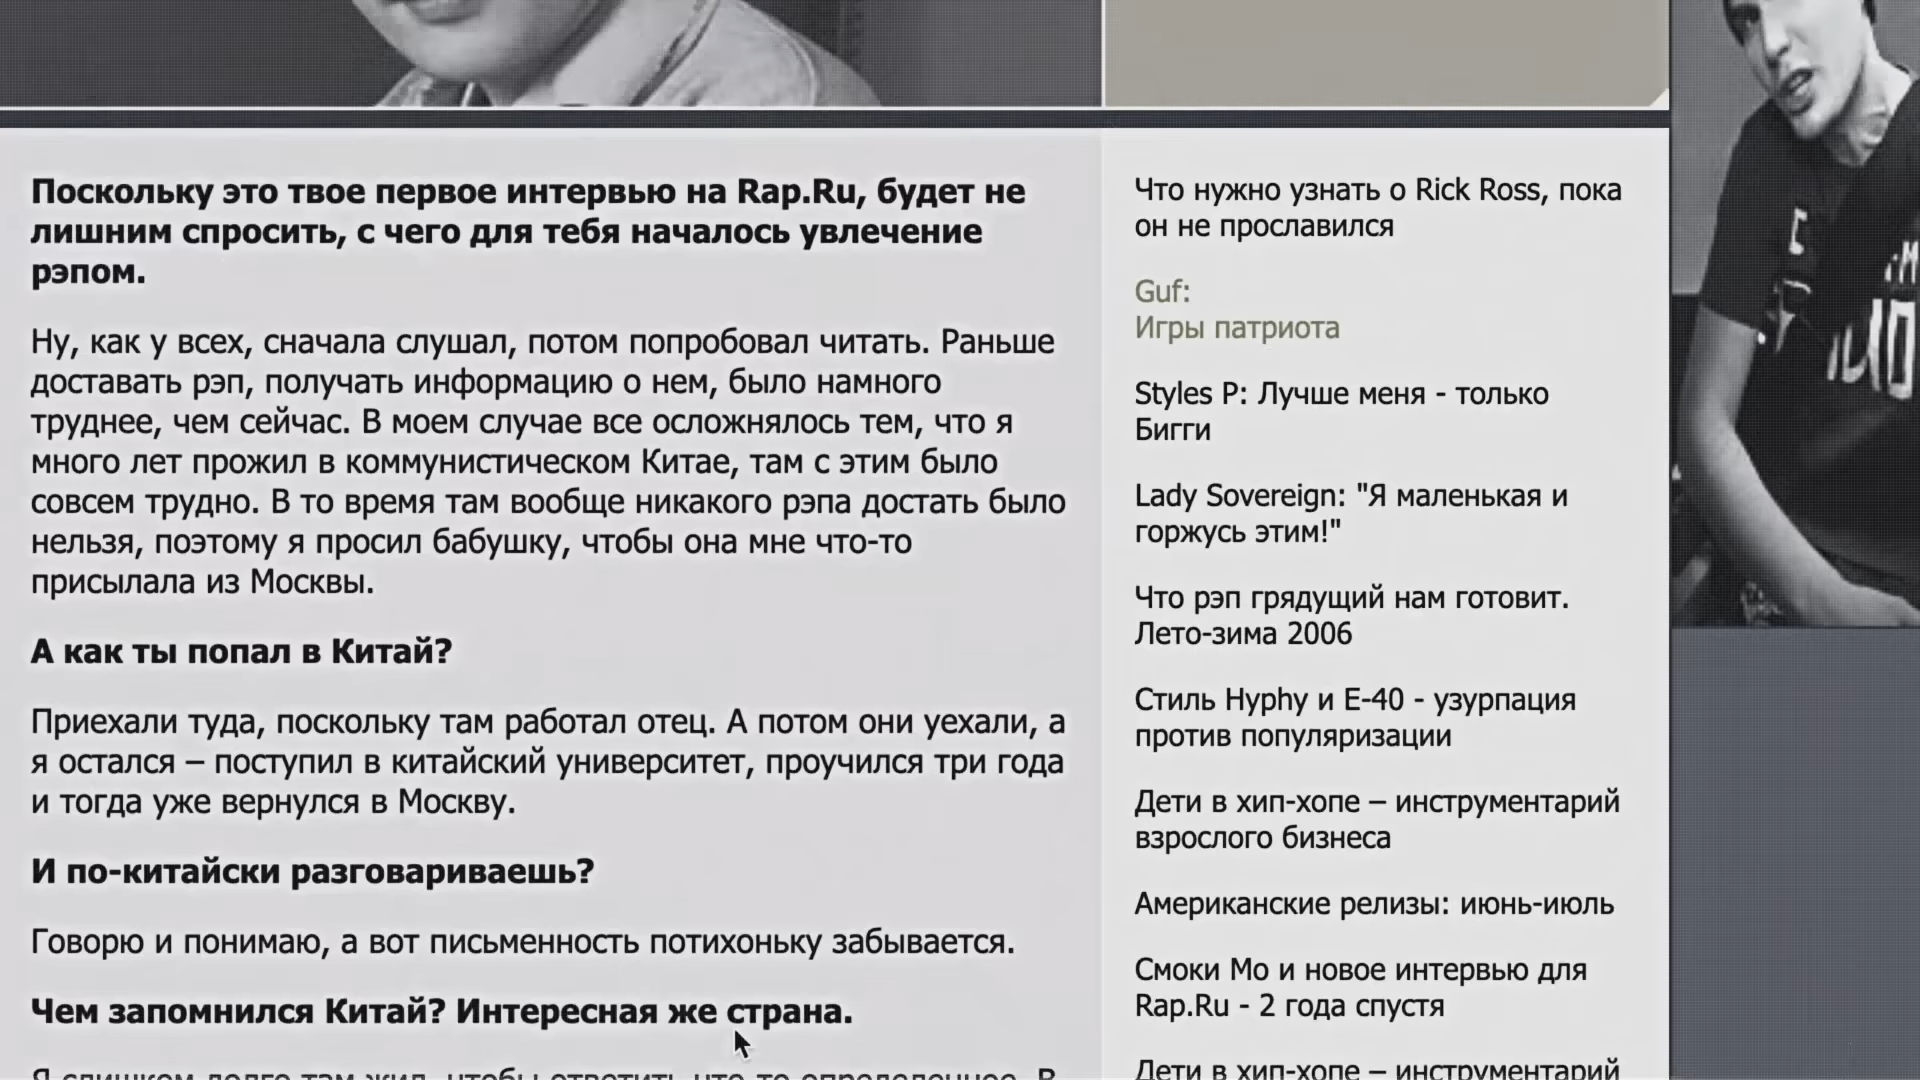 Поскольку это твое первое интервью на Rap.Ru, будет не
лишним спросить, с чего для тебя началось увлечение
рэпом.
Ну, как у всех, сначала слушал, потом попробовал читать. Раньше
доставать рэп, получать информацию о нем, было намного
труднее, чем сейчас. В моем случае все осложнялось тем, что я
много лет прожил в коммунистическом Китае, там с этим было
совсем трудно. В то время там вообще никакого рэпа достать было
нельзя, поэтому я просил бабушку, чтобы она мне что-то
присылала из Москвы.
А как ты попал в Китай?
Приехали туда, поскольку там работал отец. А потом они уехали, а
я остался – поступил в китайский университет, проучился три года
и тогда уже вернулся в Москву.
И по-китайски разговариваешь?
Говорю и понимаю, а вот письменность потихоньку забывается.
Чем запомнился Китай? Интересная же страна.
Я слишком долго там жил, чтобы ответить что-то определенное. В
Что нужно узнать о Rick Ross, пока
он не прославился
Guf:
Игры патриота
Styles P: Лучше меня - только
Бигги
Lady Sovereign: "Я маленькая и
горжусь этим!"
Что рэп грядущий нам готовит.
Лето-зима 2006
Стиль Hyphy и E-40 - узурпация
против популяризации
Дети в хип-хопе – инструментарий
взрослого бизнеса
Американские релизы: июнь-июль
Смоки Мо и новое интервью для
Rap.Ru - 2 года спустя
Дети в хип-хопе – инструментарий